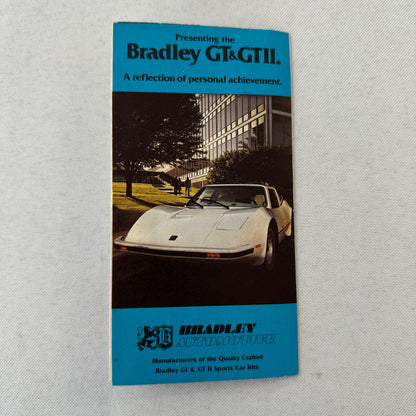 Presenting the
Bradley GT&GTII.
A reflection of personal achievement.
BRADLEY
AUTOMOTIVE
Manufacturers of the Quality Crafted
Bradley GT & GT II Sports Car Kits.